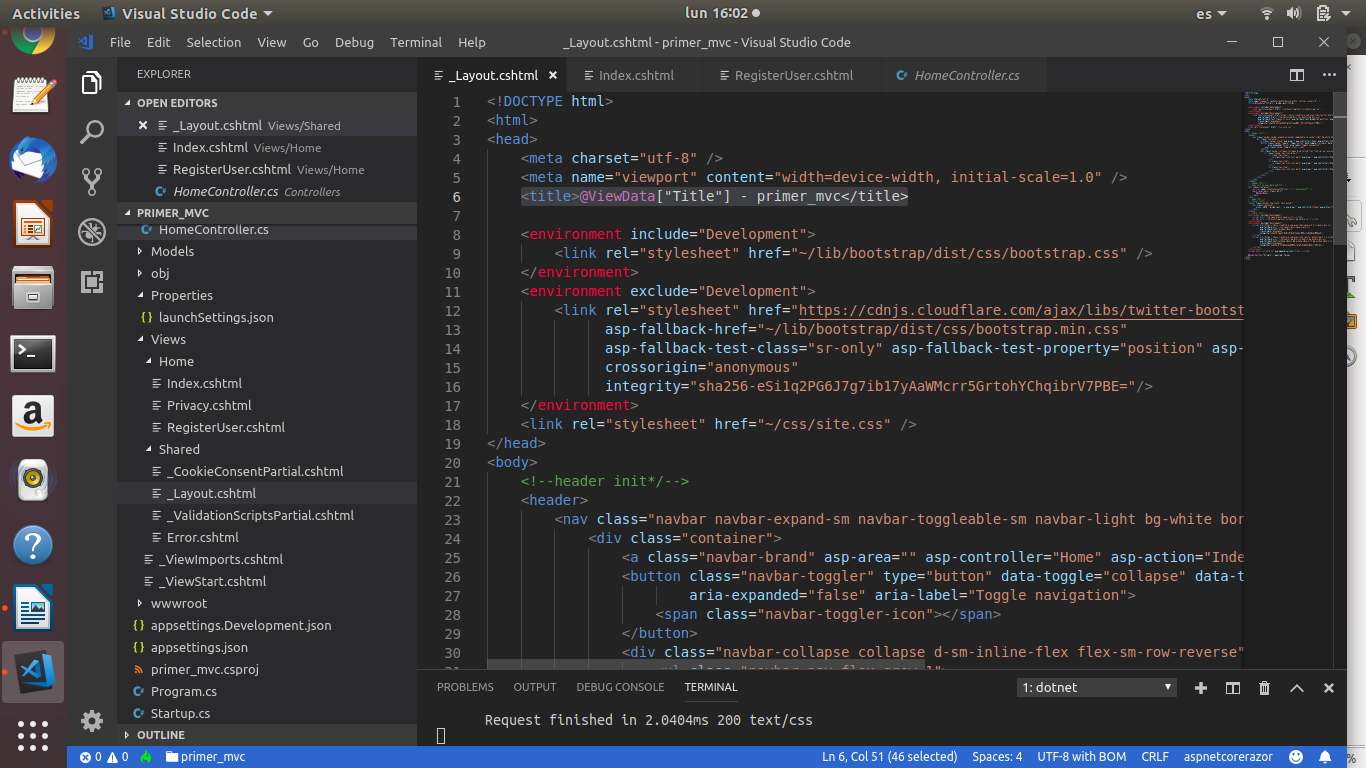 Activities
Visual Studio Code
lun 16:02
es
File Edit Selection View Go Debug Terminal Help
_Layout.cshtml - primer_mvc - Visual Studio Code
EXPLORER
OPEN EDITORS
_Layout.cshtml Views/Shared
Index.cshtml Views/Home
RegisterUser.cshtml Views/Home
HomeController.cs Controllers
PRIMER_MVC
HomeController.cs
Models
obj
Properties
launchSettings.json
Views
Home
Index.cshtml
Privacy.cshtml
RegisterUser.cshtml
Shared
_CookieConsentPartial.cshtml
_Layout.cshtml
_ValidationScriptsPartial.cshtml
Error.cshtml
_ViewImports.cshtml
_ViewStart.cshtml
wwwroot
appsettings.Development.json
appsettings.json
primer_mvc.csproj
Program.cs
Startup.cs
OUTLINE
_Layout.cshtml
Index.cshtml
RegisterUser.cshtml
HomeController.cs
1 <!DOCTYPE html>
2 <html>
3 <head>
4 <meta charset="utf-8" />
5 <meta name="viewport" content="width=device-width, initial-scale=1.0" />
6 <title>@ViewData["Title"] - primer_mvc</title>
7
8 <environment include="Development">
9 <link rel="stylesheet" href="~/lib/bootstrap/dist/css/bootstrap.css" />
10 </environment>
11 <environment exclude="Development">
12 <link rel="stylesheet" href="https://cdnjs.cloudflare.com/ajax/libs/twitter-bootst
13 asp-fallback-href="~/lib/bootstrap/dist/css/bootstrap.min.css"
14 asp-fallback-test-class="sr-only" asp-fallback-test-property="position" asp-
15 crossorigin="anonymous"
16 integrity="sha256-eSi1q2PG6J7g7ib17yAaWMcrr5GrtohYChqibrV7PBE="/>
17 </environment>
18 <link rel="stylesheet" href="~/css/site.css" />
19 </head>
20 <body>
21 <!--header init*/-->
22 <header>
23 <nav class="navbar navbar-expand-sm navbar-toggleable-sm navbar-light bg-white bor
24 <div class="container">
25 <a class="navbar-brand" asp-area="" asp-controller="Home" asp-action="Inde
26 <button class="navbar-toggler" type="button" data-toggle="collapse" data-t
27 aria-expanded="false" aria-label="Toggle navigation">
28 <span class="navbar-toggler-icon"></span>
29 </button>
30 <div class="navbar-collapse collapse d-sm-inline-flex flex-sm-row-reverse"
31 <ul class="navbar-nav flex-grow-1">
PROBLEMS OUTPUT DEBUG CONSOLE TERMINAL
1: dotnet
Request finished in 2.0404ms 200 text/css
0 0 primer_mvc
Ln 6, Col 51 (46 selected) Spaces: 4 UTF-8 with BOM CRLF aspnetcorerazor